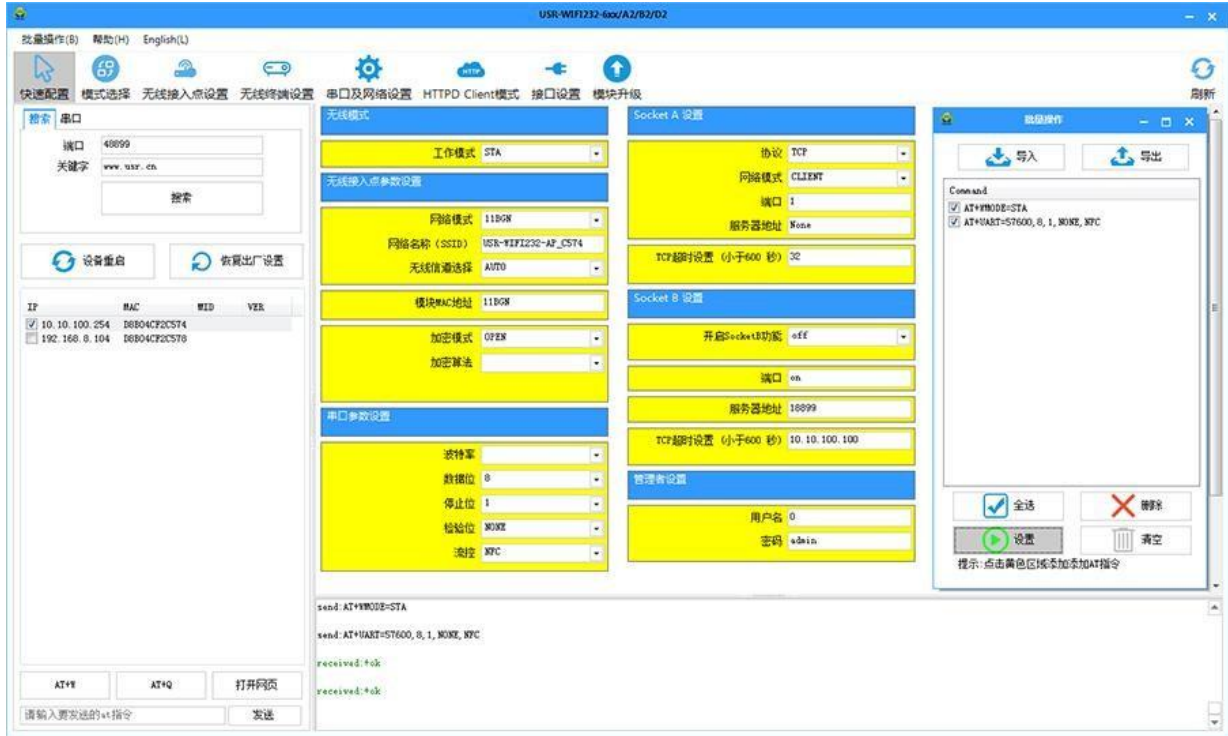 USR-WIFI232-6xx/A2/B2/D2
批量操作(B) 帮助(H) English(L)
快速配置 模式选择 无线接入点设置 无线终端设置 串口及网络设置 HTTPD Client模式 接口设置 模块升级 刷新
HTTP
搜索 串口
端口 48899
关键字 www.usr.cn
搜索
设备重启 恢复出厂设置
IP MAC MID VER
10.10.100.254 D8B04CF2C574
192.168.8.104 D8B04CF2C578
AT+W AT+Q 打开网页
请输入要发送的at指令 发送
无线模式
工作模式 STA
无线接入点参数设置
网络模式 11BGN
网络名称 (SSID) USR-WIFI232-AP_C574
无线信道选择 AUTO
模块MAC地址 11BGN
加密模式 OPEN
加密算法
串口参数设置
波特率
数据位 8
停止位 1
检验位 NONE
流控 NFC
Socket A 设置
协议 TCP
网络模式 CLIENT
端口 1
服务器地址 None
TCP超时设置 (小于600 秒) 32
Socket B 设置
开启SocketB功能 off
端口 on
服务器地址 18899
TCP超时设置 (小于600 秒) 10.10.100.100
管理者设置
用户名 0
密码 admin
批量操作
导入 导出
Command
AT+WMODE=STA
AT+UART=57600,8,1,NONE,NFC
全选 删除
设置 清空
提示:点击黄色区域添加添加AT指令
send:AT+WMODE=STA
send:AT+UART=57600,8,1,NONE,NFC
received:+ok
received:+ok